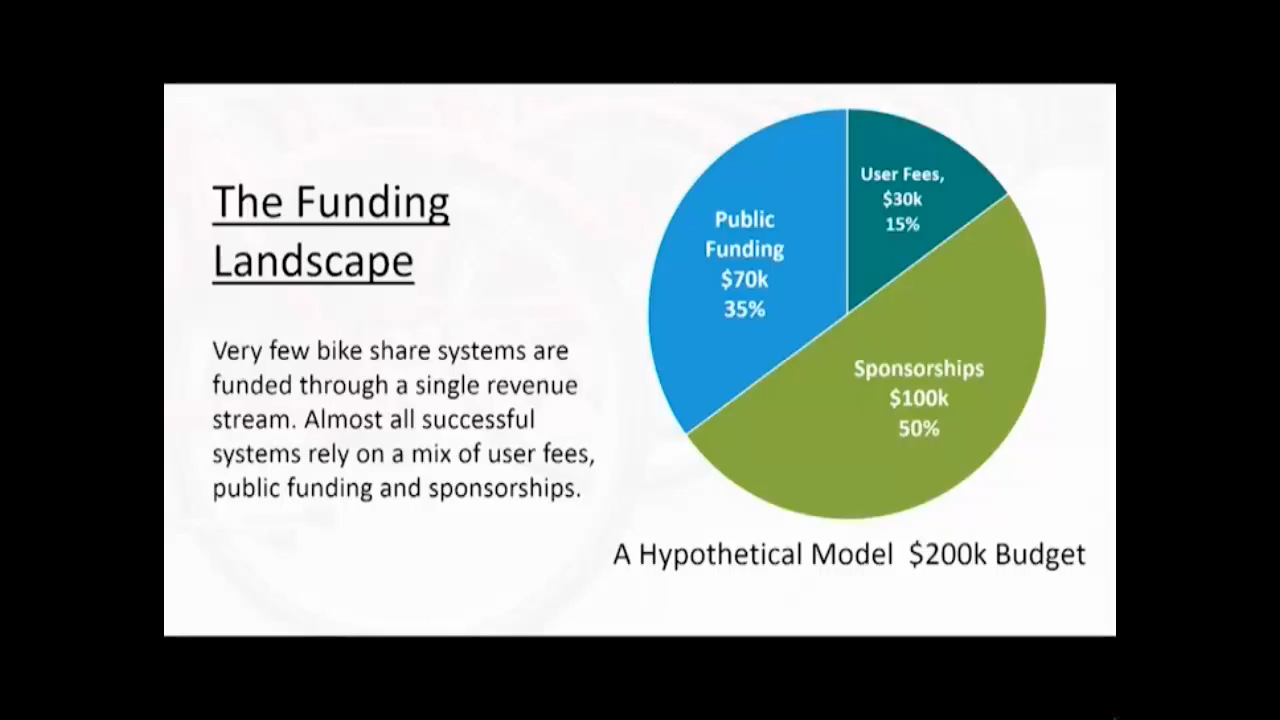 The Funding
Landscape
Very few bike share systems are
funded through a single revenue
stream. Almost all successful
systems rely on a mix of user fees,
public funding and sponsorships.
Public
Funding
$70k
35%
User Fees,
$30k
15%
Sponsorships
$100k
50%
A Hypothetical Model  $200k Budget